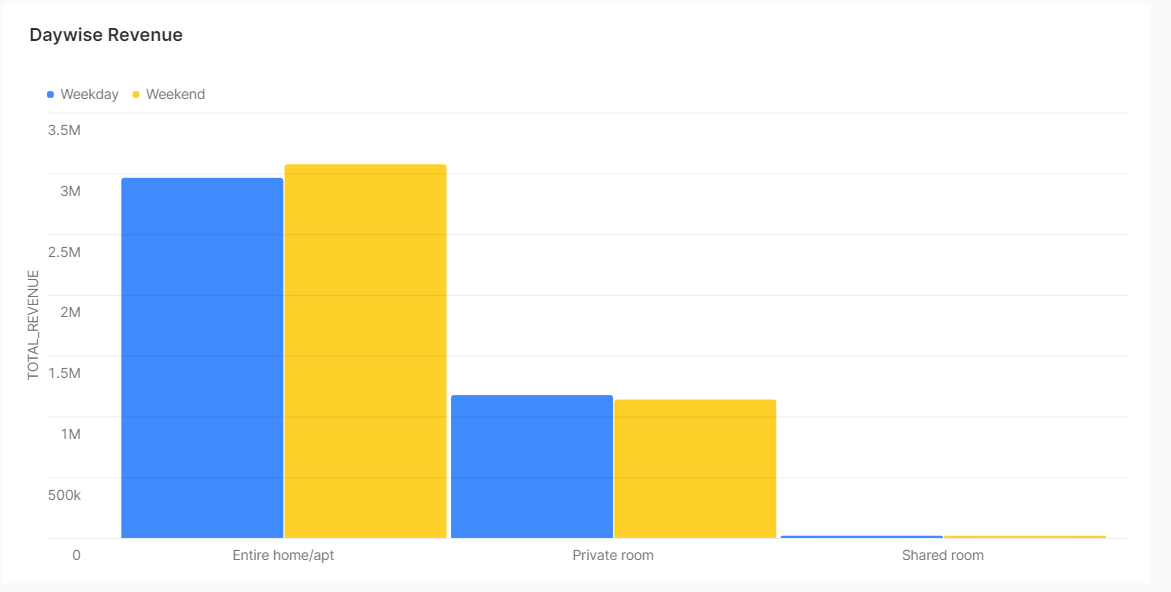 Daywise Revenue
Weekday Weekend
3.5M
3M
2.5M
2M
1.5M
1M
500k
0
TOTAL_REVENUE
Entire home/apt Private room Shared room